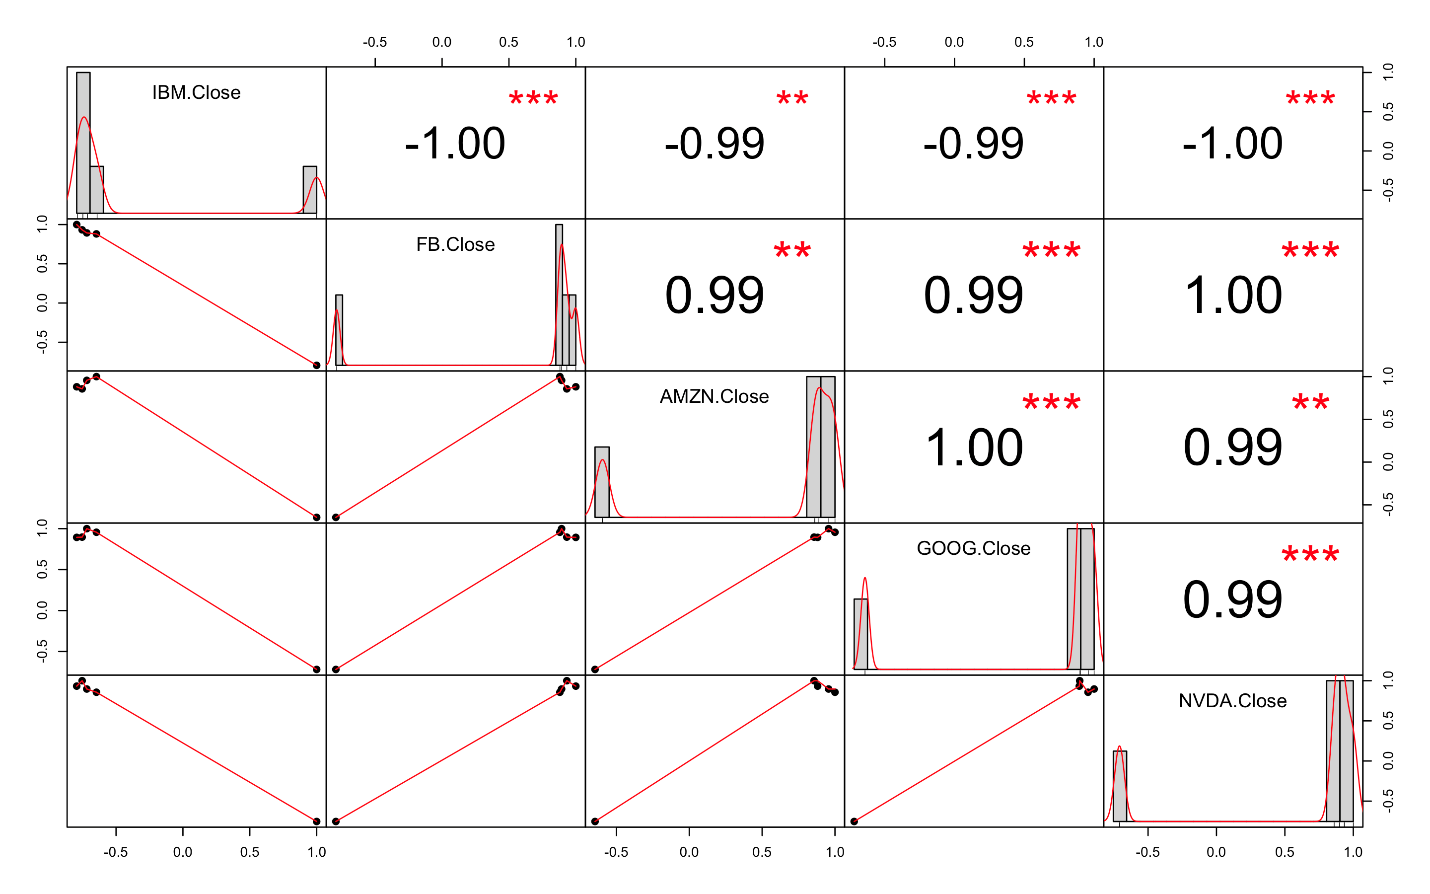 -0.5 0.0 0.5 1.0 -0.5 0.0 0.5 1.0
IBM.Close *** ** *** ***
-1.00 -0.99 -0.99 -1.00
-0.5 0.0 0.5 1.0
FB.Close ** *** ***
0.99 0.99 1.00
-0.5 0.0 0.5 1.0
AMZN.Close *** **
1.00 0.99
-0.5 0.0 0.5 1.0
GOOG.Close ***
0.99
-0.5 0.0 0.5 1.0
NVDA.Close
-0.5 0.0 0.5 1.0
-0.5 0.0 0.5 1.0 -0.5 0.0 0.5 1.0 -0.5 0.0 0.5 1.0